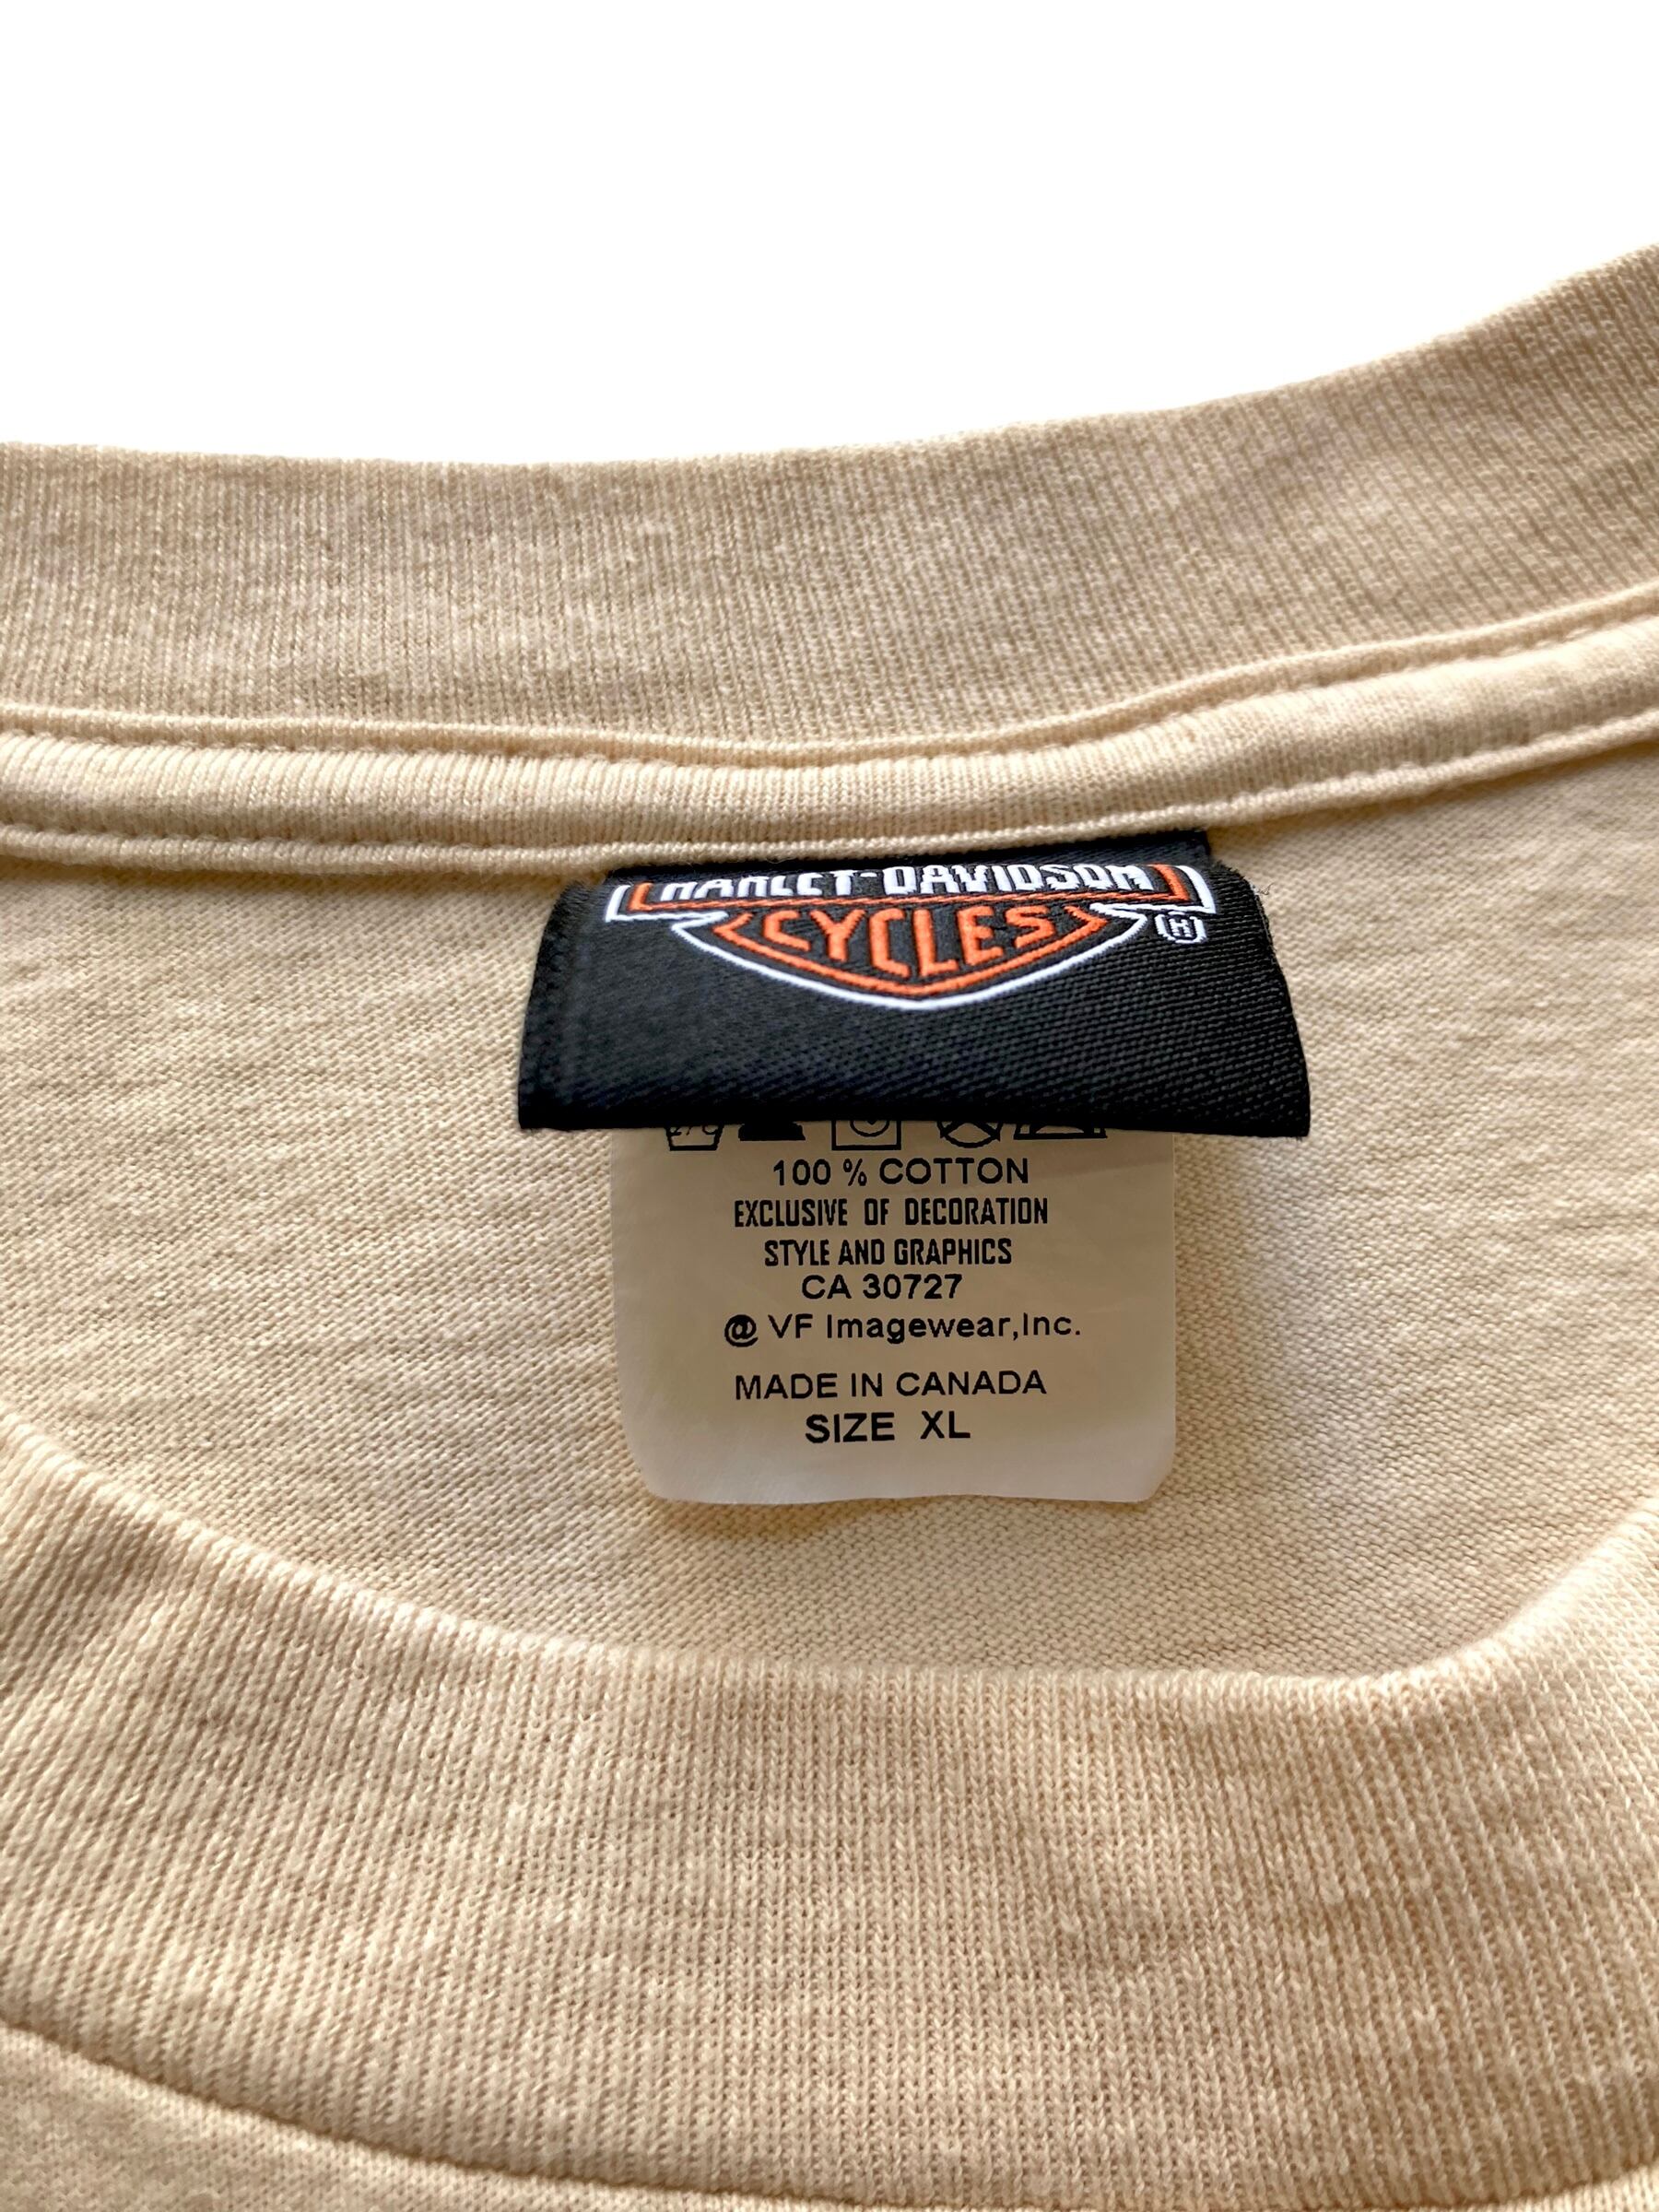 HARLEY-DAVIDSON
CYCLES ®
100 % COTTON
EXCLUSIVE OF DECORATION
STYLE AND GRAPHICS
CA 30727
@ VF Imagewear,Inc.
MADE IN CANADA
SIZE XL